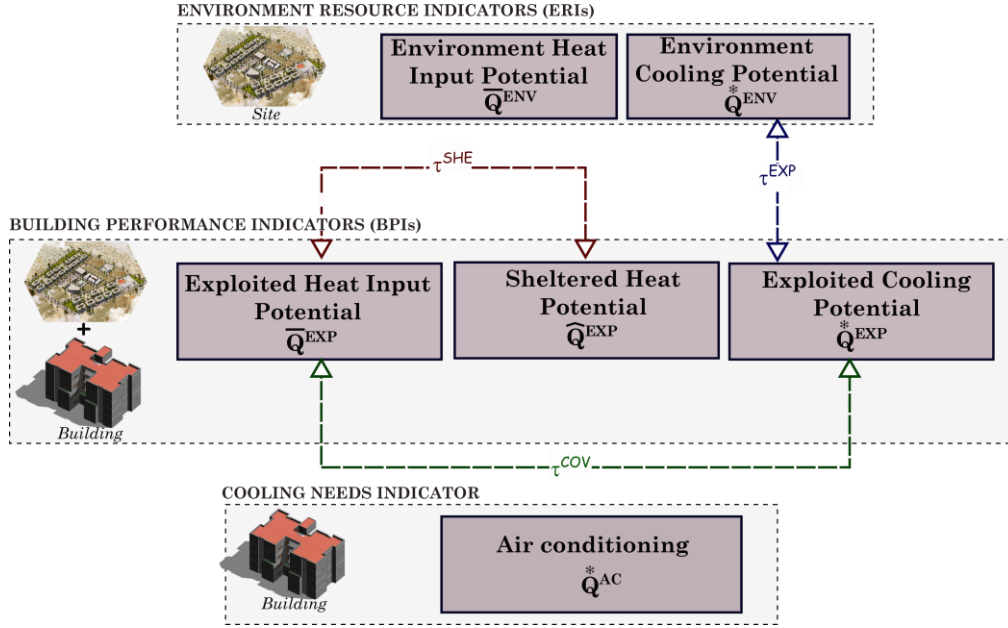 ENVIRONMENT RESOURCE INDICATORS (ERIs)
Site
Environment Heat
Input Potential
Q̅ᴱᴺⱽ
Environment
Cooling Potential
Q͙ᴱᴺⱽ
τˢᴴᴱ
τᴱˣᴾ
BUILDING PERFORMANCE INDICATORS (BPIs)
+
Building
Exploited Heat Input
Potential
Q̅ᴱˣᴾ
Sheltered Heat
Potential
Q̂ᴱˣᴾ
Exploited Cooling
Potential
Q͙ᴱˣᴾ
τᶜᴼⱽ
COOLING NEEDS INDICATOR
Building
Air conditioning
Q͙ᴬᶜ